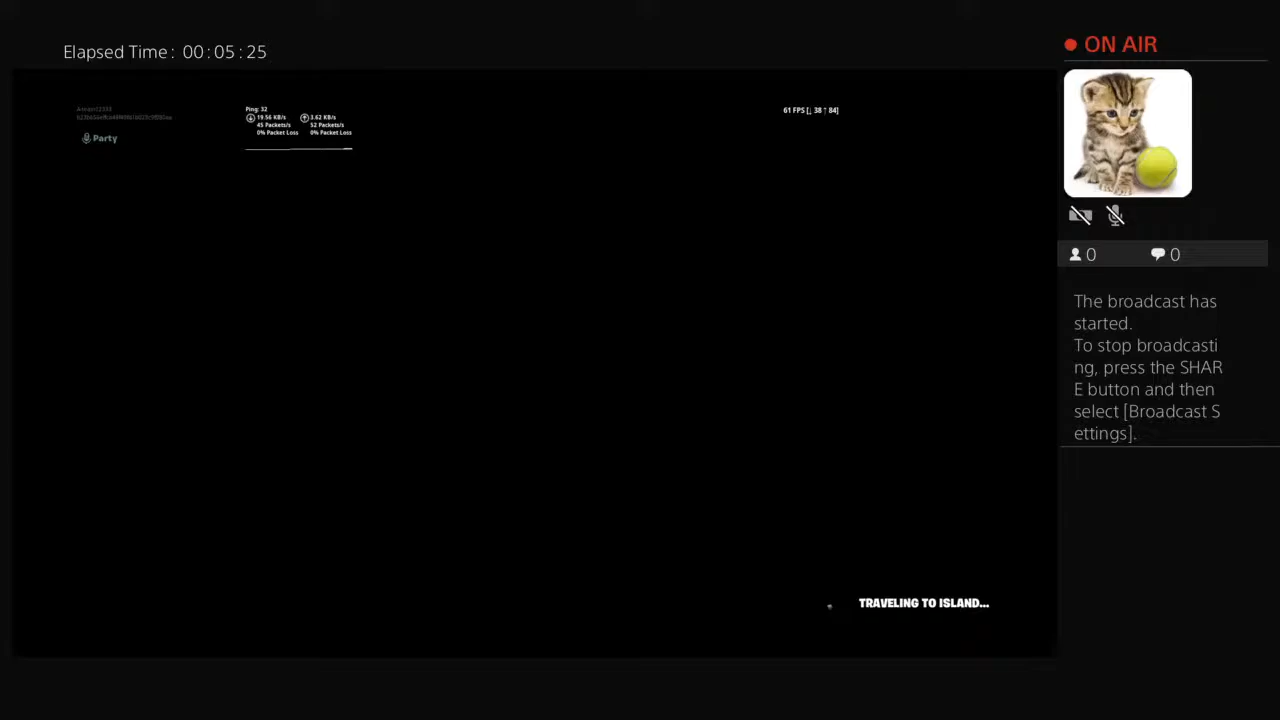 Elapsed Time: 00:05:25
ON AIR
Ping: 32
19.56 KB/s 3.62 KB/s
45 Packets/s 52 Packets/s
0% Packet Loss 0% Packet Loss
61 FPS [↓ 38 ↑ 84]
Party
0 0
The broadcast has
started.
To stop broadcasti
ng, press the SHAR
E button and then
select [Broadcast S
ettings].
TRAVELING TO ISLAND...